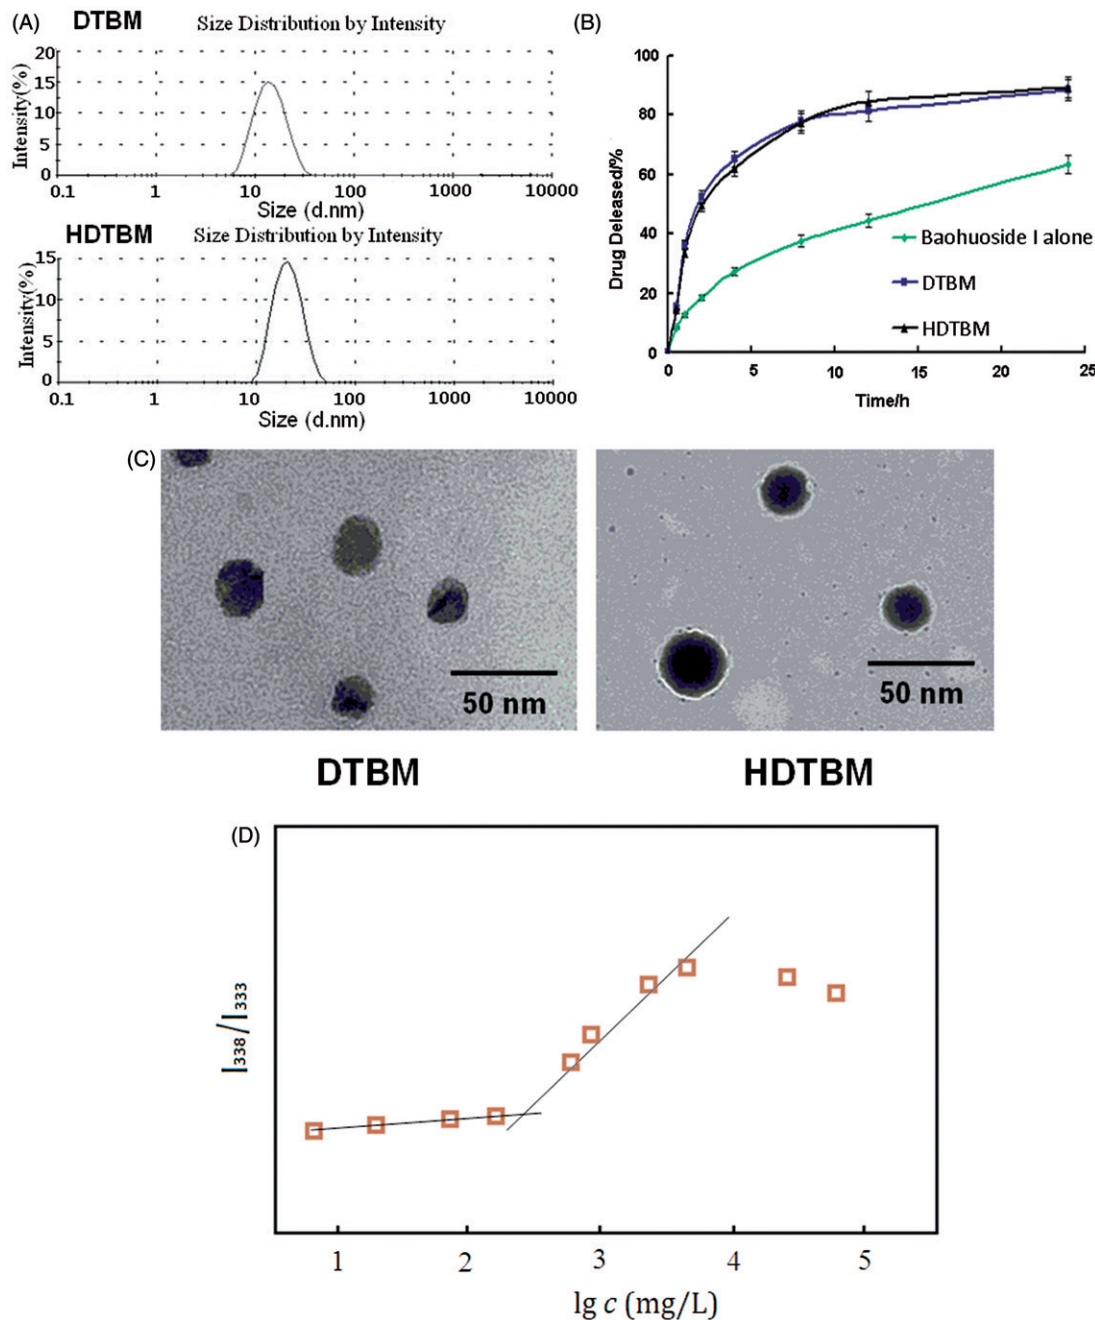 (A)
DTBM Size Distribution by Intensity
20
15
10
5
0
Intensity(%)
0.1 1 10 100 1000 10000
Size (d.nm)
HDTBM Size Distribution by Intensity
15
10
5
0
Intensity(%)
0.1 1 10 100 1000 10000
Size (d.nm)
(B)
100
80
60
40
20
0
Drug Deleased/%
0 5 10 15 20 25
Time/h
Baohuoside I alone
DTBM
HDTBM
(C)
50 nm
50 nm
DTBM
HDTBM
(D)
I338/I333
1 2 3 4 5
lg c (mg/L)